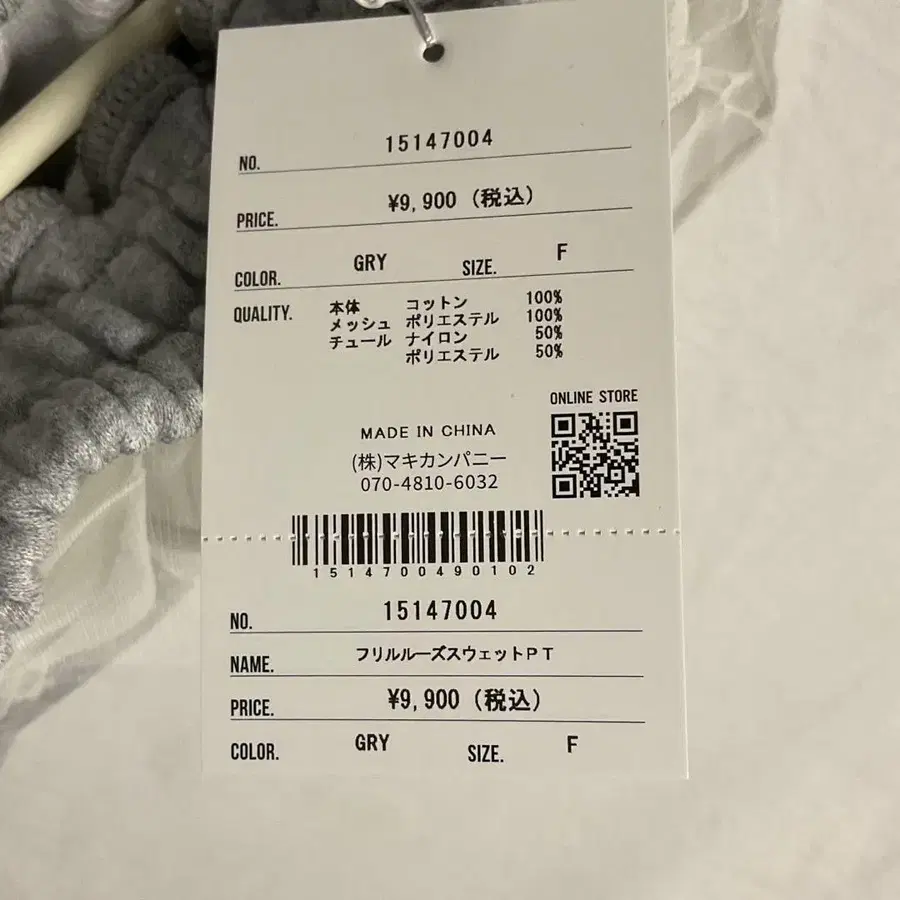 NO. 15147004
PRICE. ¥9,900 (税込)
COLOR. GRY SIZE. F
QUALITY. 本体 コットン 100%
メッシュ ポリエステル 100%
チュール ナイロン 50%
ポリエステル 50%
ONLINE STORE
MADE IN CHINA
(株)マキカンパニー
070-4810-6032
1514700490102
NO. 15147004
NAME. フリルルーズスウェットPT
PRICE. ¥9,900 (税込)
COLOR. GRY SIZE. F